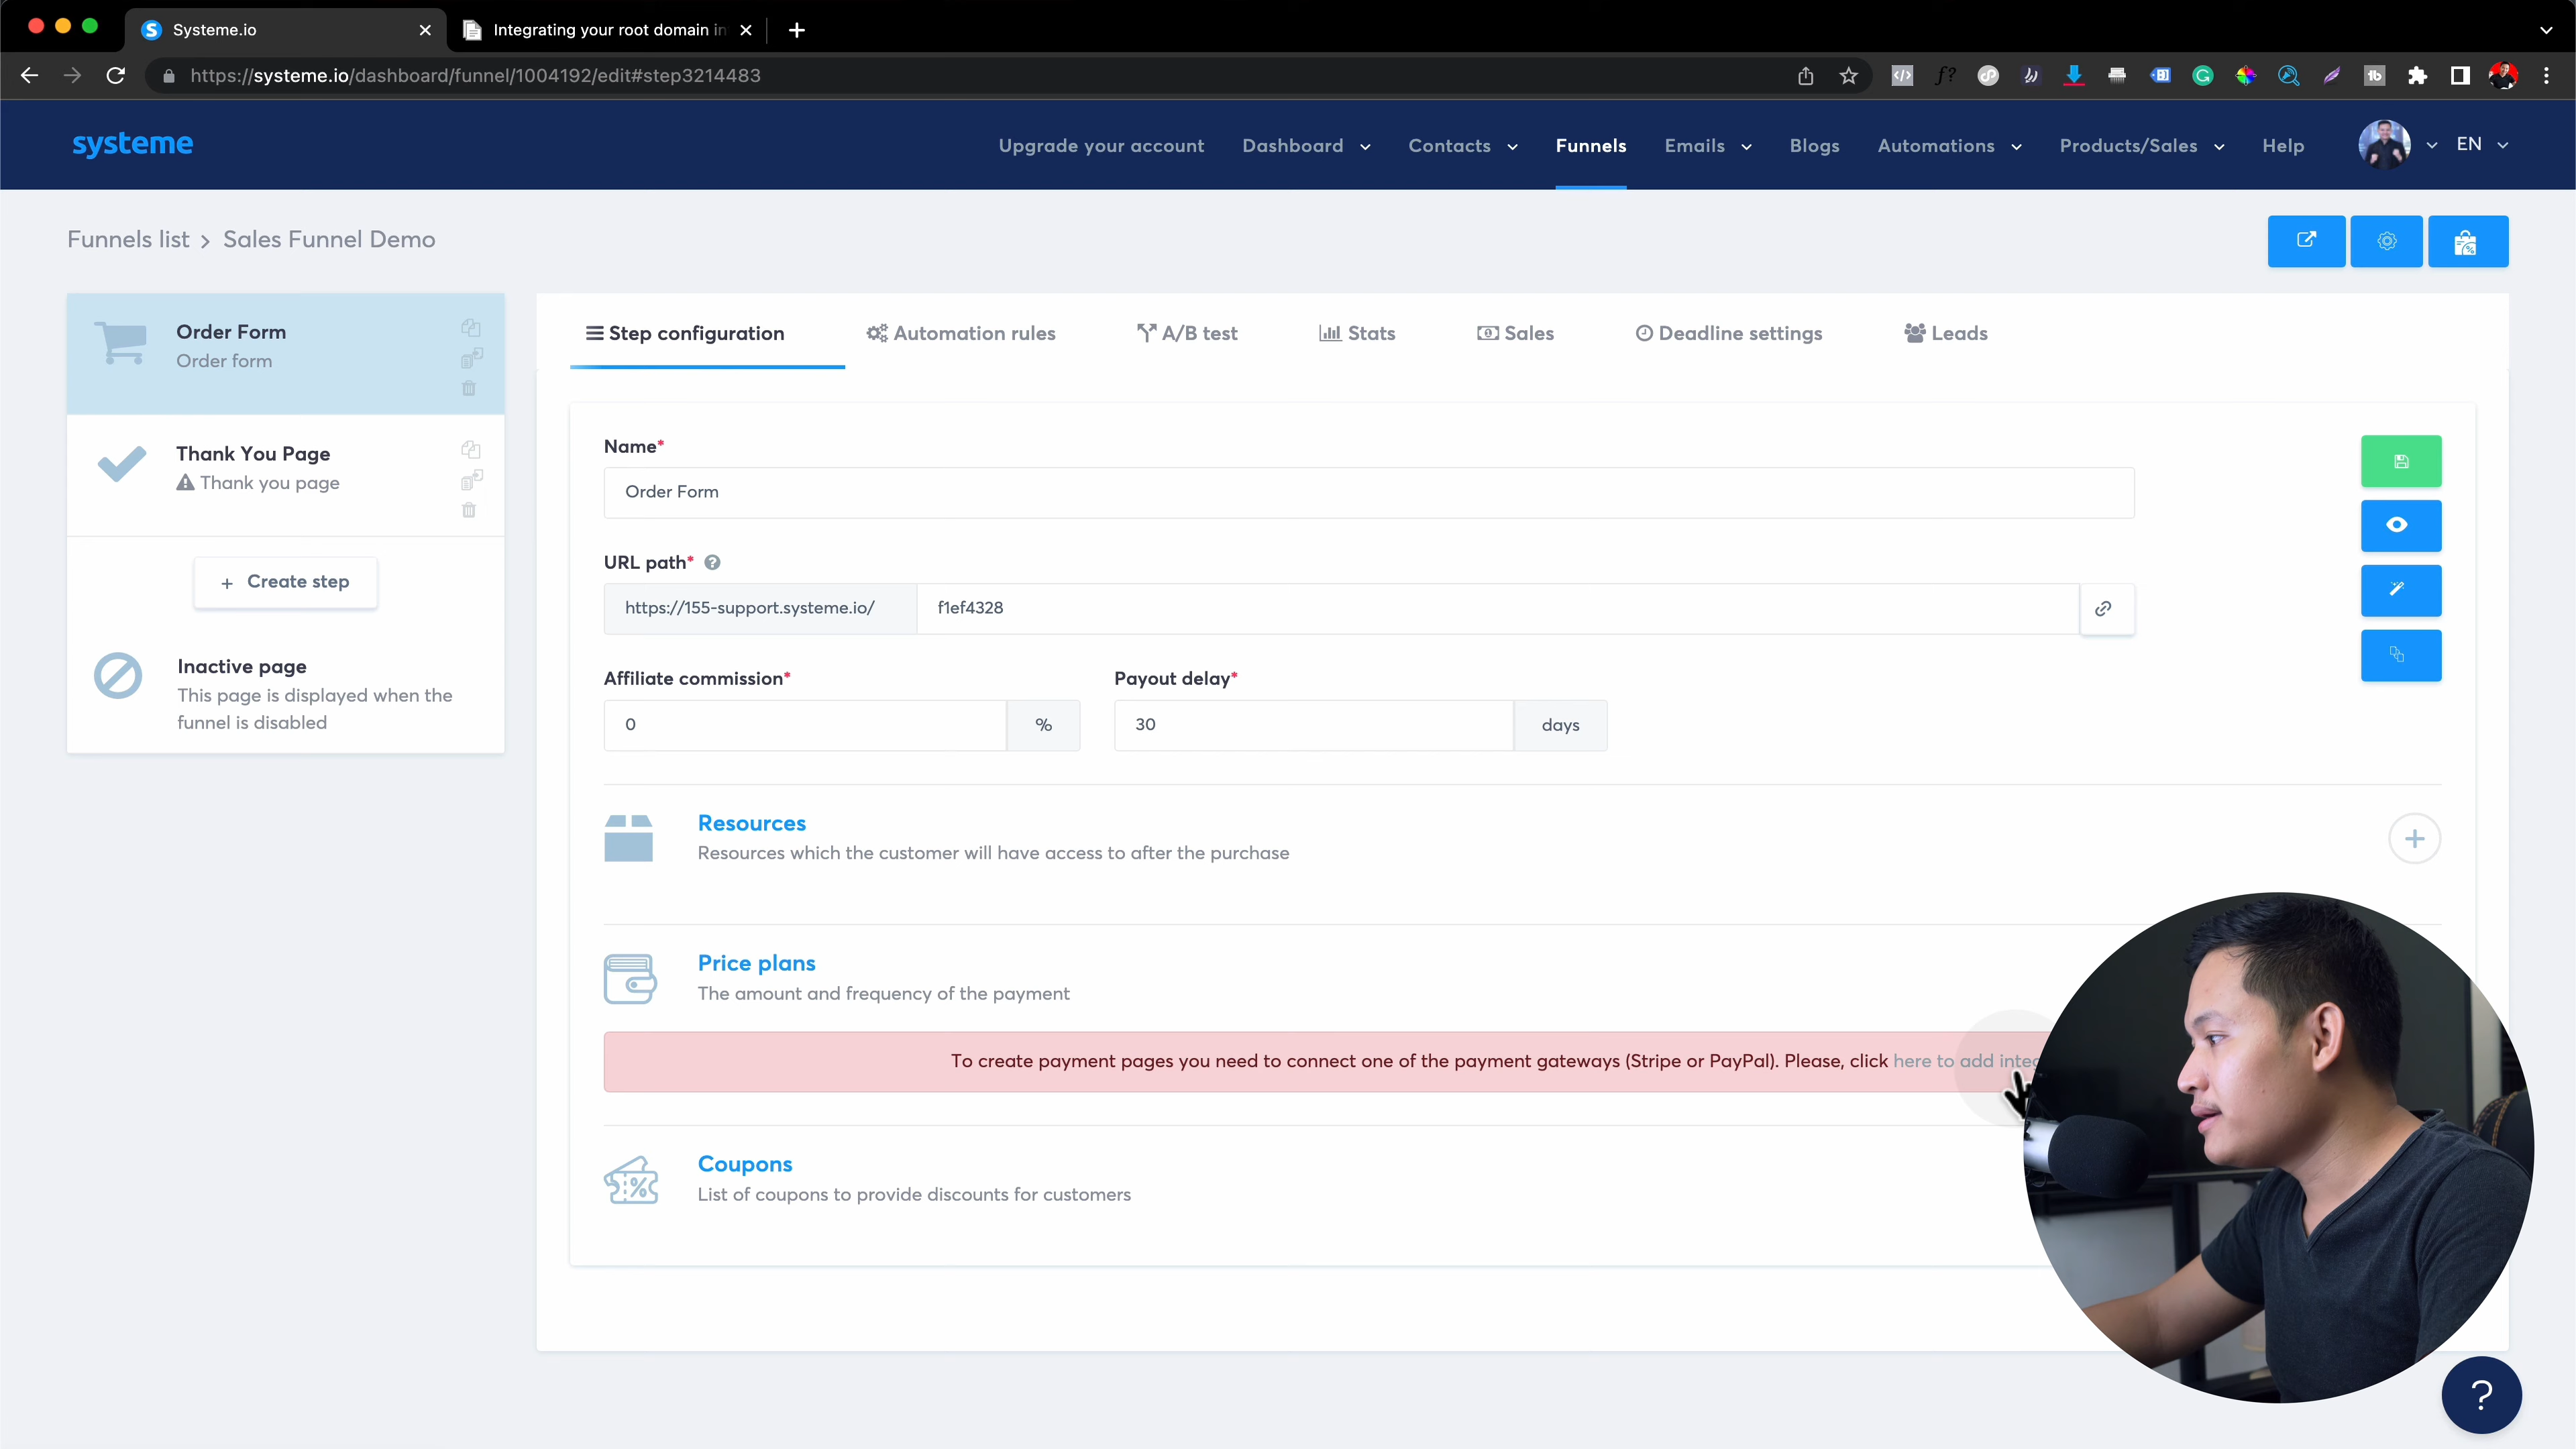 Systeme.io
Integrating your root domain in
https://systeme.io/dashboard/funnel/1004192/edit#step3214483
systeme
Upgrade your account
Dashboard
Contacts
Funnels
Emails
Blogs
Automations
Products/Sales
Help
EN
Funnels list > Sales Funnel Demo
Order Form
Order form
Thank You Page
Thank you page
+ Create step
Inactive page
This page is displayed when the
funnel is disabled
Step configuration
Automation rules
A/B test
Stats
Sales
Deadline settings
Leads
Name*
Order Form
URL path* ?
https://155-support.systeme.io/ f1ef4328
Affiliate commission* Payout delay*
0 % 30 days
Resources
Resources which the customer will have access to after the purchase
Price plans
The amount and frequency of the payment
To create payment pages you need to connect one of the payment gateways (Stripe or PayPal). Please, click here to add
Coupons
List of coupons to provide discounts for customers
?